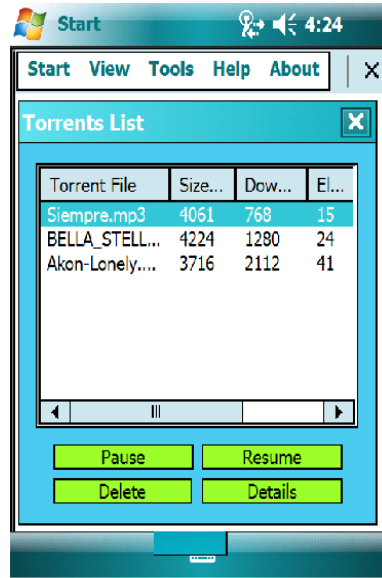 Start 4:24
Start View Tools Help About X
Torrents List X
Torrent File Size... Dow... El...
Siempre.mp3 4061 768 15
BELLA_STELL... 4224 1280 24
Akon-Lonely.... 3716 2112 41
Pause Resume
Delete Details